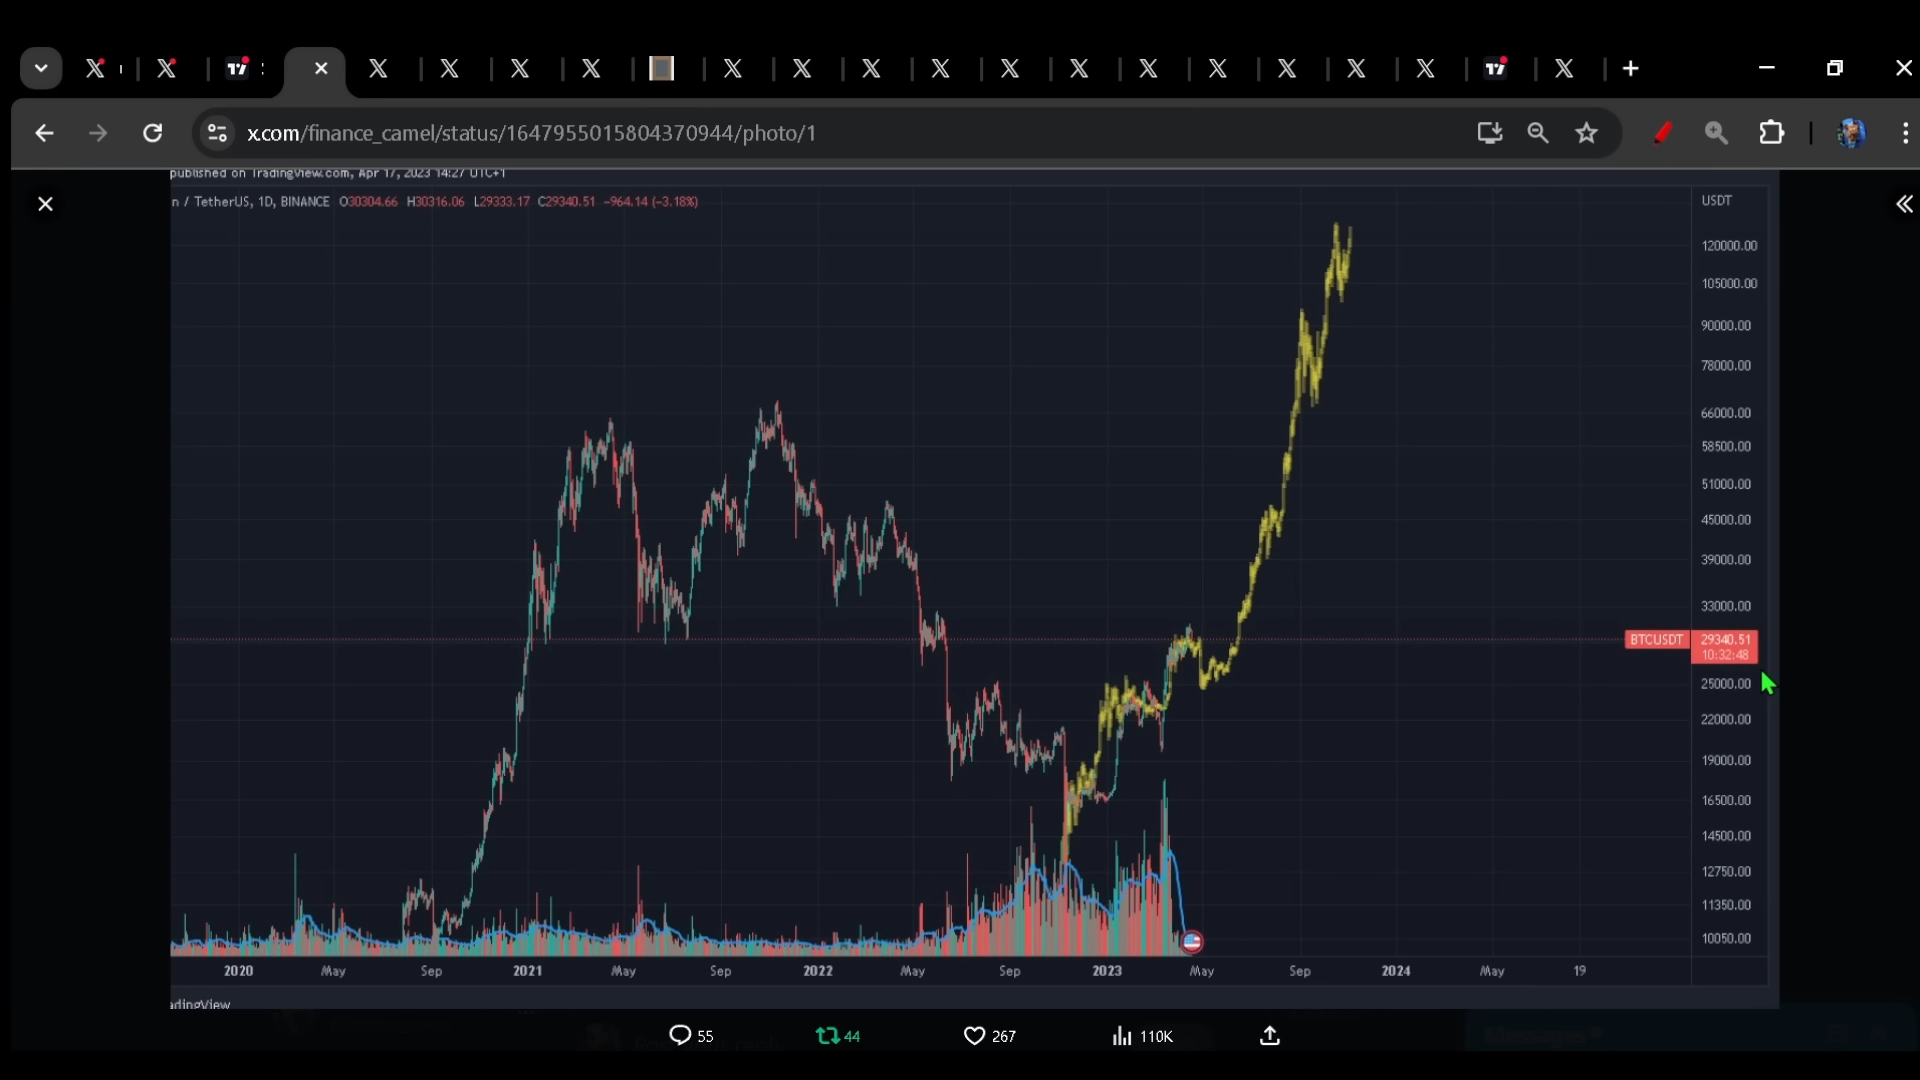 x.com/finance_camel/status/1647955015804370944/photo/1
published on TradingView.com, Apr 17, 2023 14:27 UTC+1
n / TetherUS, 1D, BINANCE O30304.66 H30316.06 L29333.17 C29340.51 −964.14 (−3.18%)
USDT
120000.00
105000.00
90000.00
78000.00
66000.00
58500.00
51000.00
45000.00
39000.00
33000.00
BTCUSDT 29340.51
10:32:48
25000.00
22000.00
19000.00
16500.00
14500.00
12750.00
11350.00
10050.00
2020 May Sep 2021 May Sep 2022 May Sep 2023 May Sep 2024 May 19
adingView
55 44 267 110K